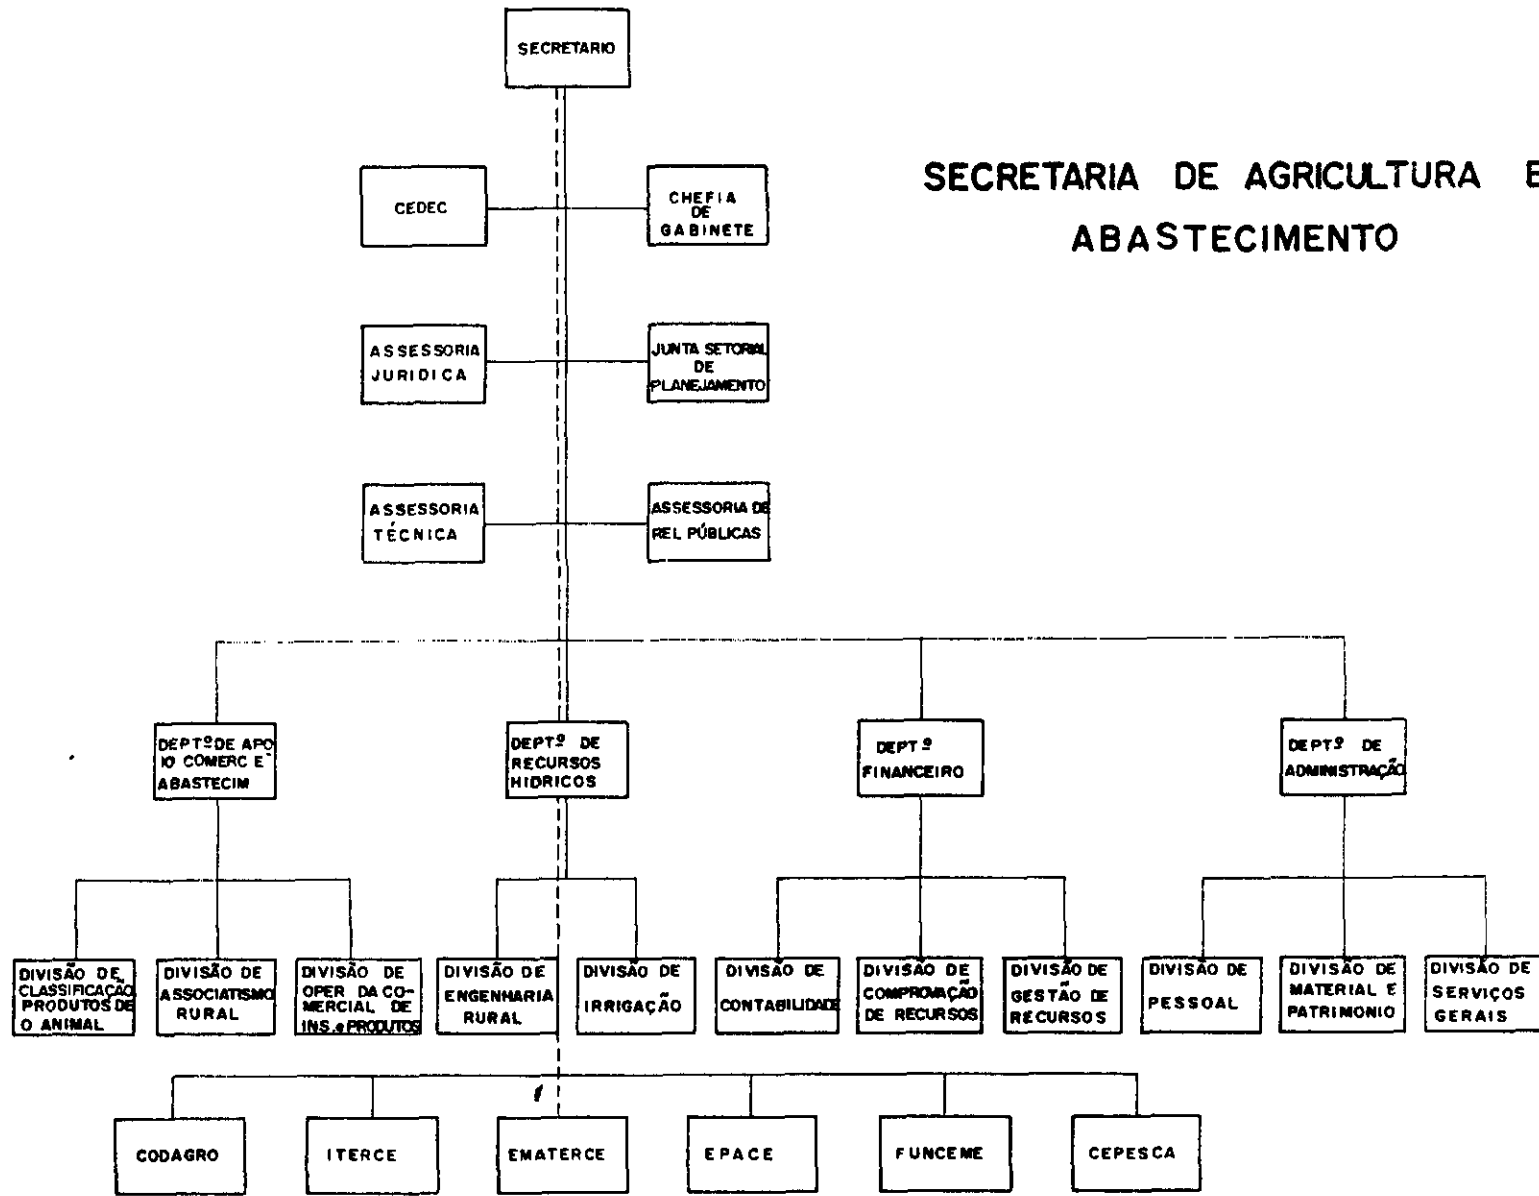 SECRETARIO
SECRETARIA DE AGRICULTURA E
ABASTECIMENTO
CEDEC
CHEFIA
DE
GABINETE
ASSESSORIA
JURIDICA
JUNTA SETORIAL
DE
PLANEJAMENTO
ASSESSORIA
TÉCNICA
ASSESSORIA DE
REL PÚBLICAS
DEPTº DE APO
IO COMERC E
ABASTECIM
DEPTº DE
RECURSOS
HIDRICOS
DEPTº
FINANCEIRO
DEPTº DE
ADMINISTRAÇÃO
DIVISÃO DE
CLASSIFICAÇÃO
PRODUTOS DE
O ANIMAL
DIVISÃO DE
ASSOCIATISMO
RURAL
DIVISÃO DE
OPER DA CO-
MERCIAL DE
INS. e PRODUTOS
DIVISÃO DE
ENGENHARIA
RURAL
DIVISÃO DE
IRRIGAÇÃO
DIVISÃO DE
CONTABILIDADE
DIVISÃO DE
COMPROVAÇÃO
DE RECURSOS
DIVISÃO DE
GESTÃO DE
RECURSOS
DIVISÃO DE
PESSOAL
DIVISÃO DE
MATERIAL E
PATRIMONIO
DIVISÃO DE
SERVIÇOS
GERAIS
CODAGRO
ITERCE
EMATERCE
EPACE
FUNCEME
CEPESCA